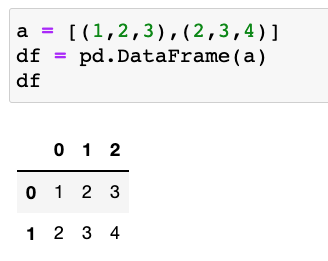 a = [(1,2,3),(2,3,4)]
df = pd.DataFrame(a)
df
0 1 2
0 1 2 3
1 2 3 4